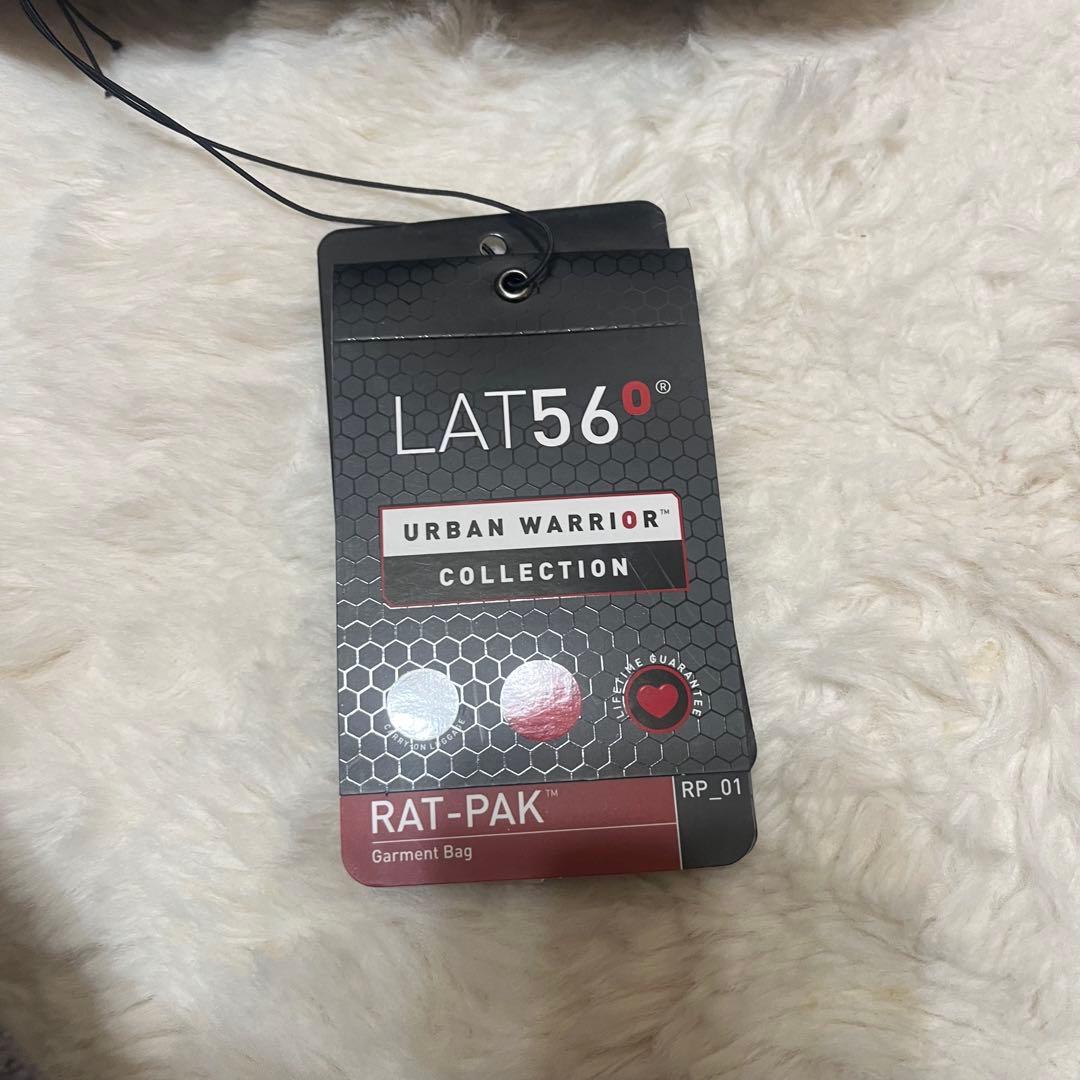 LAT56°®
URBAN WARRIOR™
COLLECTION
CARRY-ON LUGGAGE
LIFETIME GUARANTEE
RAT-PAK™
Garment Bag
RP_01